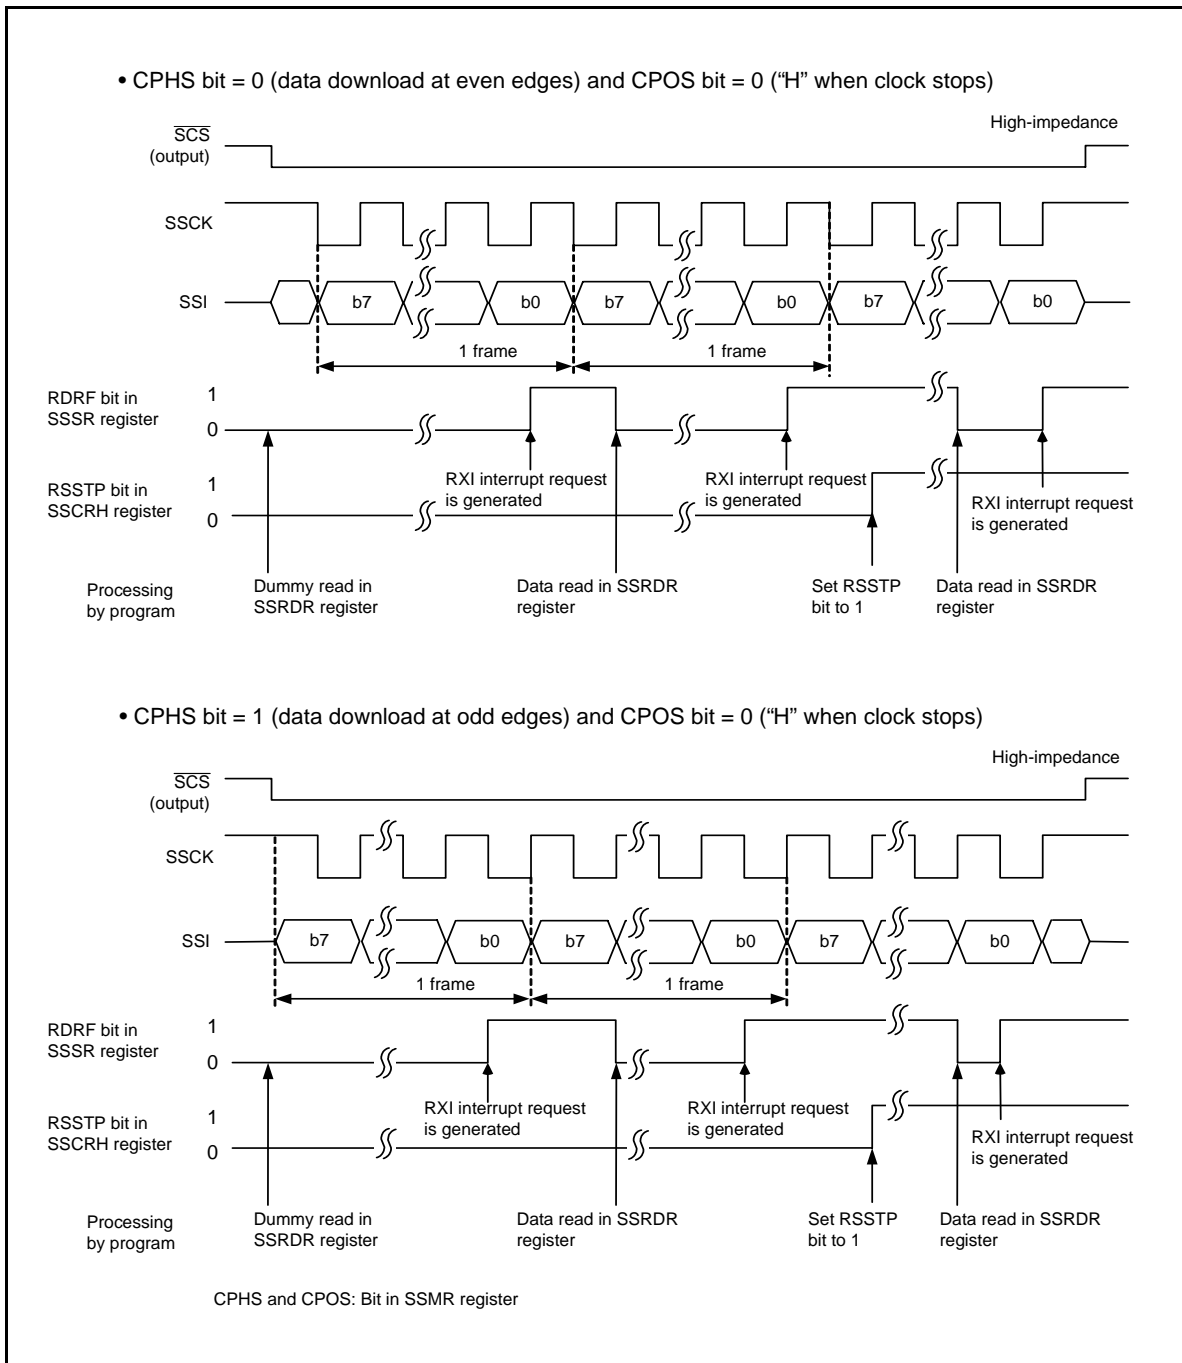 • CPHS bit = 0 (data download at even edges) and CPOS bit = 0 (“H” when clock stops)
High-impedance
SCS
(output)
SSCK
SSI
b7
b0
b7
b0
b7
b0
1 frame
1 frame
RDRF bit in
SSSR register
1
0
RXI interrupt request
is generated
RXI interrupt request
is generated
RXI interrupt request
is generated
RSSTP bit in
SSCRH register
1
0
Processing
by program
Dummy read in
SSRDR register
Data read in SSRDR
register
Set RSSTP
bit to 1
Data read in SSRDR
register
• CPHS bit = 1 (data download at odd edges) and CPOS bit = 0 (“H” when clock stops)
High-impedance
SCS
(output)
SSCK
SSI
b7
b0
b7
b0
b7
b0
1 frame
1 frame
RDRF bit in
SSSR register
1
0
RXI interrupt request
is generated
RXI interrupt request
is generated
RXI interrupt request
is generated
RSSTP bit in
SSCRH register
1
0
Processing
by program
Dummy read in
SSRDR register
Data read in SSRDR
register
Set RSSTP
bit to 1
Data read in SSRDR
register
CPHS and CPOS: Bit in SSMR register